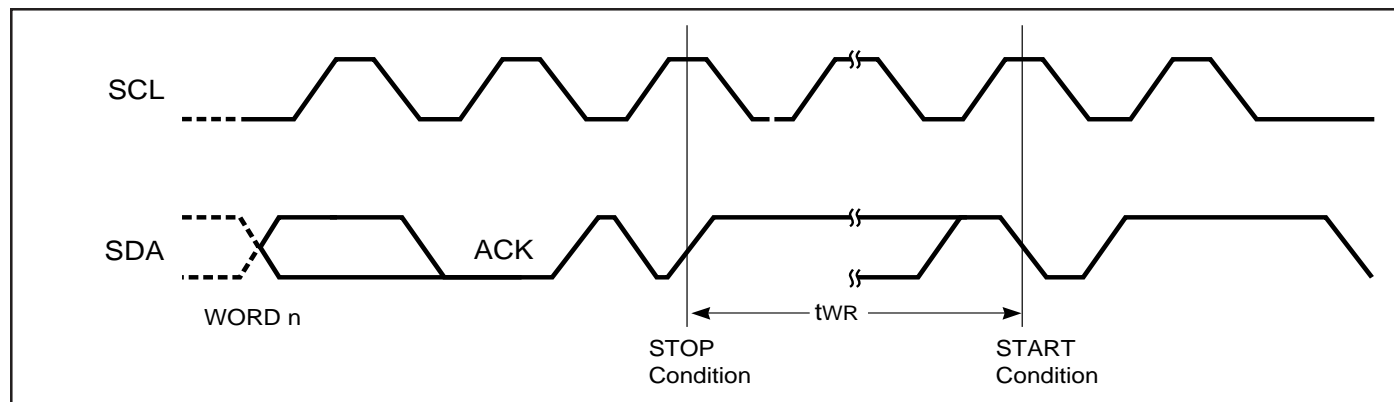 SCL
SDA
ACK
WORD n
tWR
STOP
Condition
START
Condition